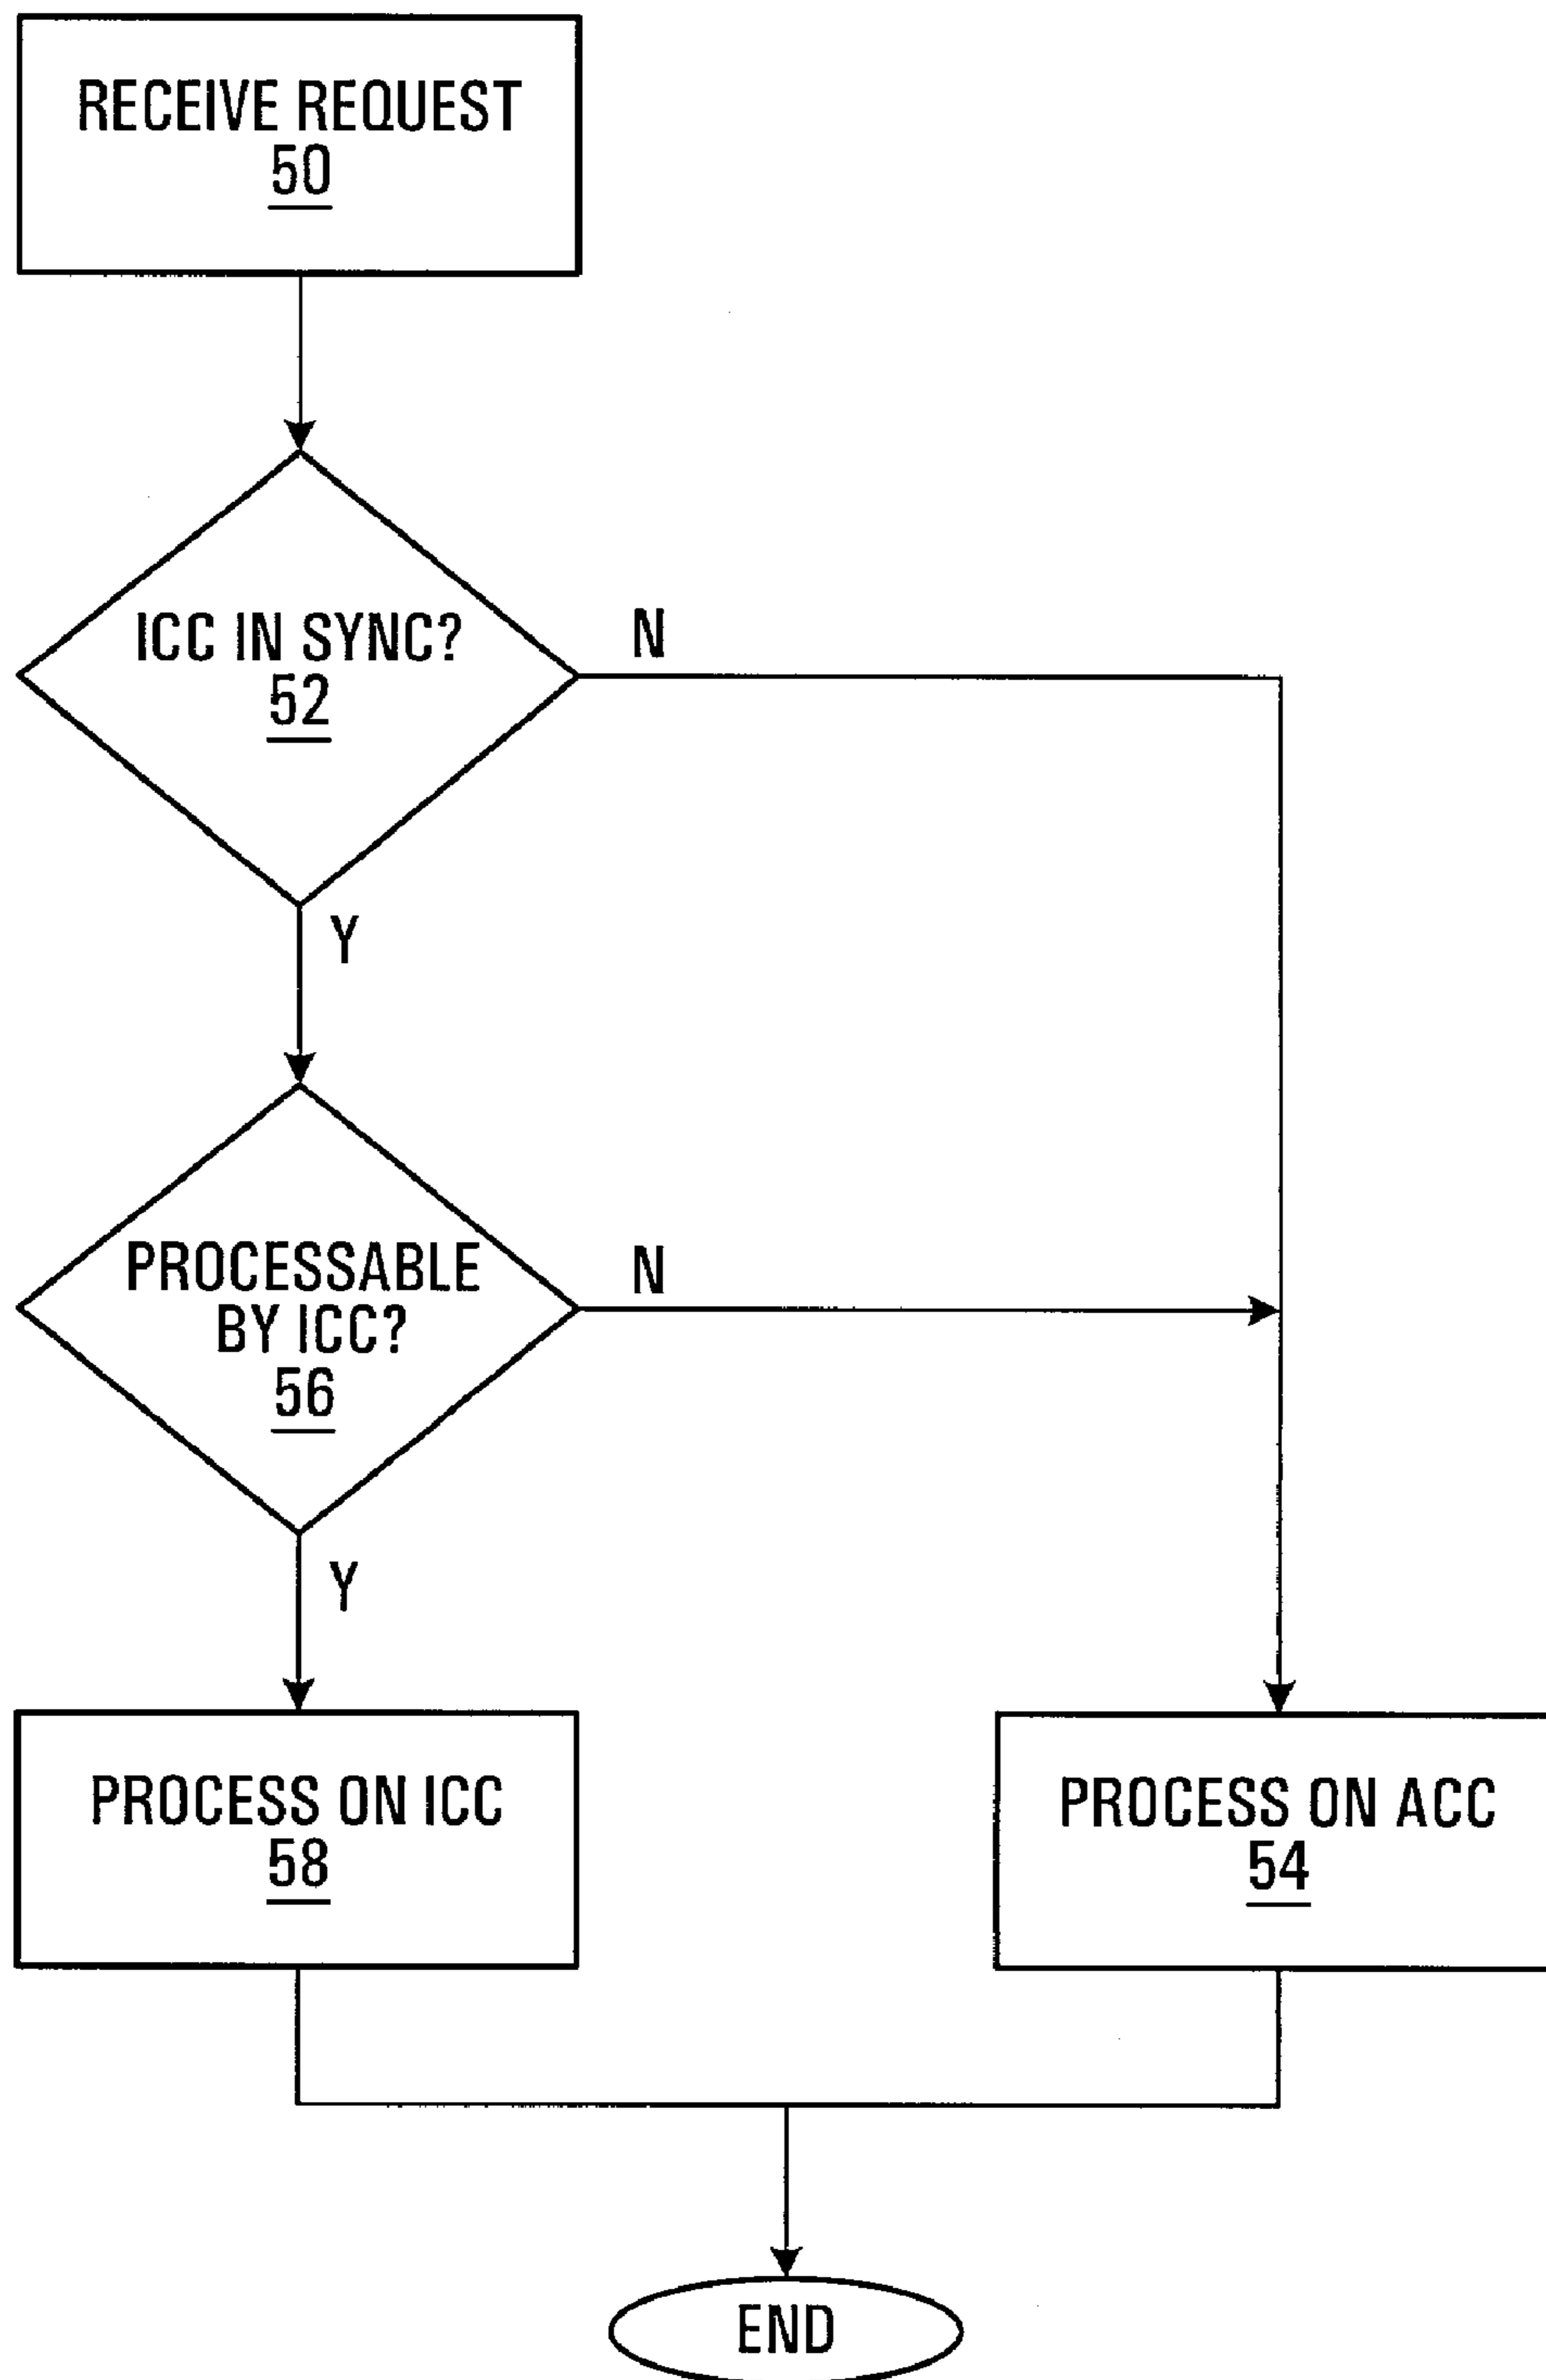 RECEIVE REQUEST
50
ICC IN SYNC?
52
N
Y
PROCESSABLE
BY ICC?
56
N
Y
PROCESS ON ICC
58
PROCESS ON ACC
54
END